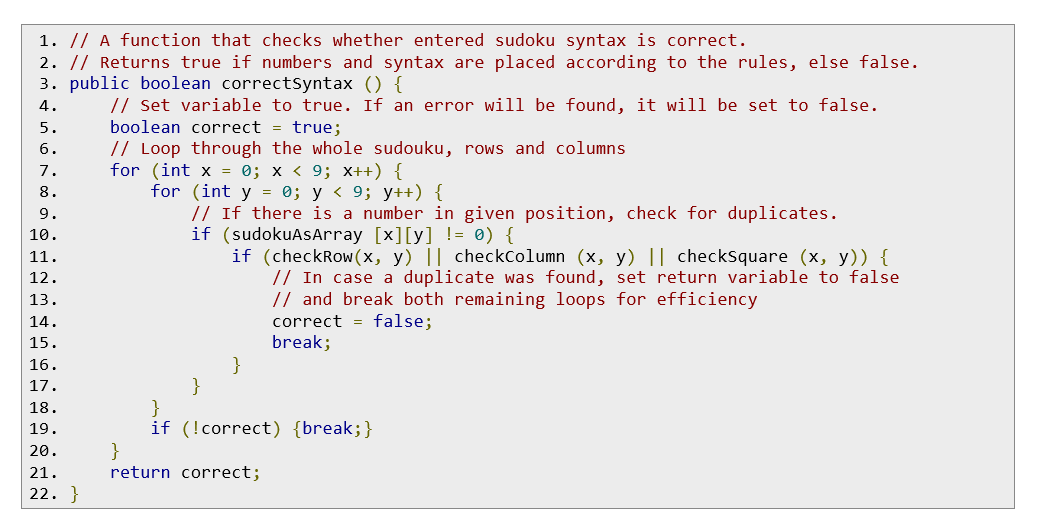 1. // A function that checks whether entered sudoku syntax is correct.
2. // Returns true if numbers and syntax are placed according to the rules, else false.
3. public boolean correctSyntax () {
4.     // Set variable to true. If an error will be found, it will be set to false.
5.     boolean correct = true;
6.     // Loop through the whole sudouku, rows and columns
7.     for (int x = 0; x < 9; x++) {
8.         for (int y = 0; y < 9; y++) {
9.             // If there is a number in given position, check for duplicates.
10.             if (sudokuAsArray [x][y] != 0) {
11.                 if (checkRow(x, y) || checkColumn (x, y) || checkSquare (x, y)) {
12.                     // In case a duplicate was found, set return variable to false
13.                     // and break both remaining loops for efficiency
14.                     correct = false;
15.                     break;
16.                 }
17.             }
18.         }
19.         if (!correct) {break;}
20.     }
21.     return correct;
22. }